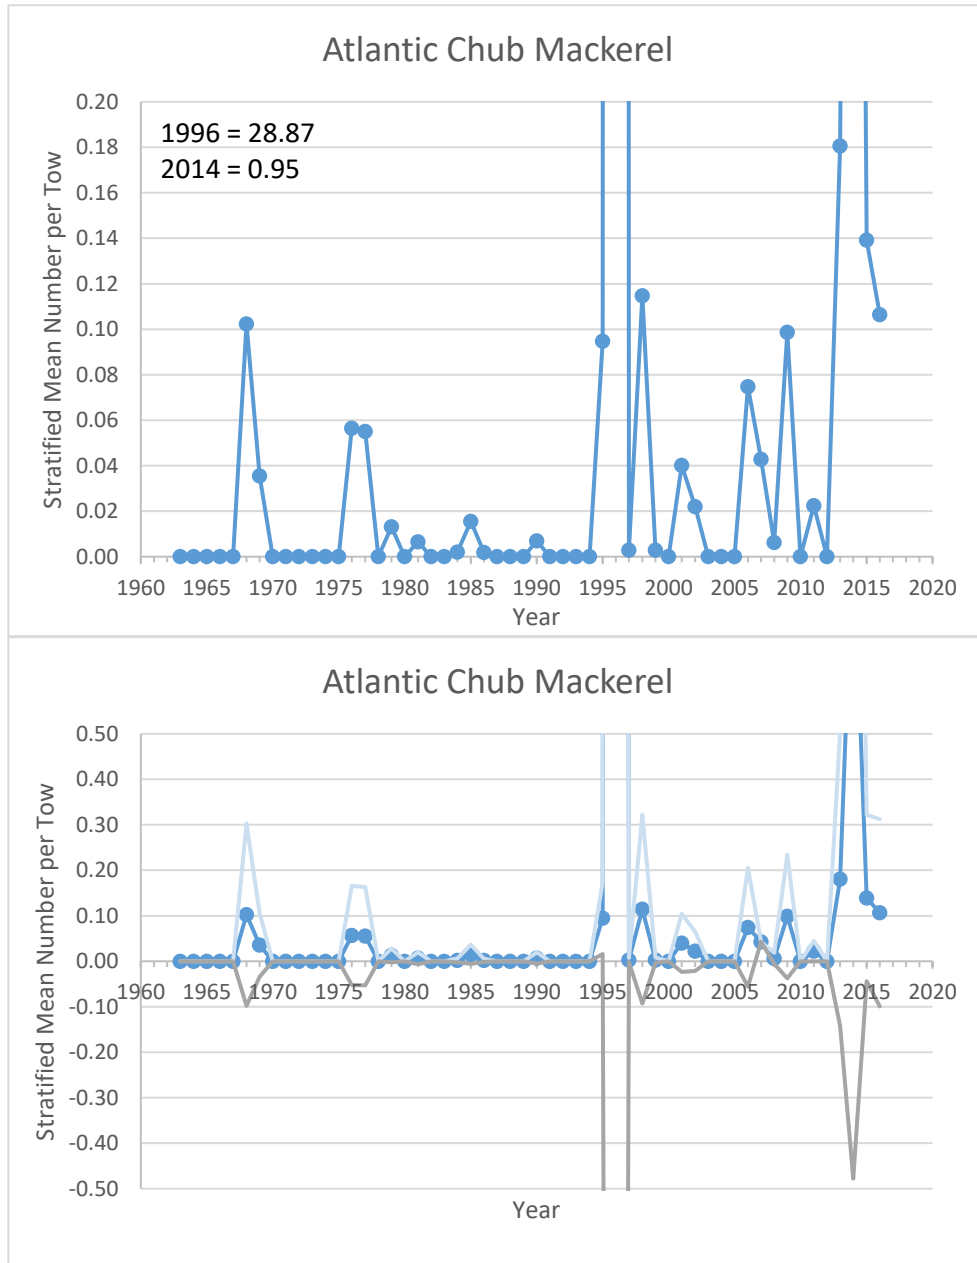 Atlantic Chub Mackerel
Stratified Mean Number per Tow
0.20
0.18
0.16
0.14
0.12
0.10
0.08
0.06
0.04
0.02
0.00
1996 = 28.87
2014 = 0.95
1960 1965 1970 1975 1980 1985 1990 1995 2000 2005 2010 2015 2020
Year
Atlantic Chub Mackerel
Stratified Mean Number per Tow
0.50
0.40
0.30
0.20
0.10
0.00
1960 1965 1970 1975 1980 1985 1990 1995 2000 2005 2010 2015 2020
-0.10
-0.20
-0.30
-0.40
-0.50
Year